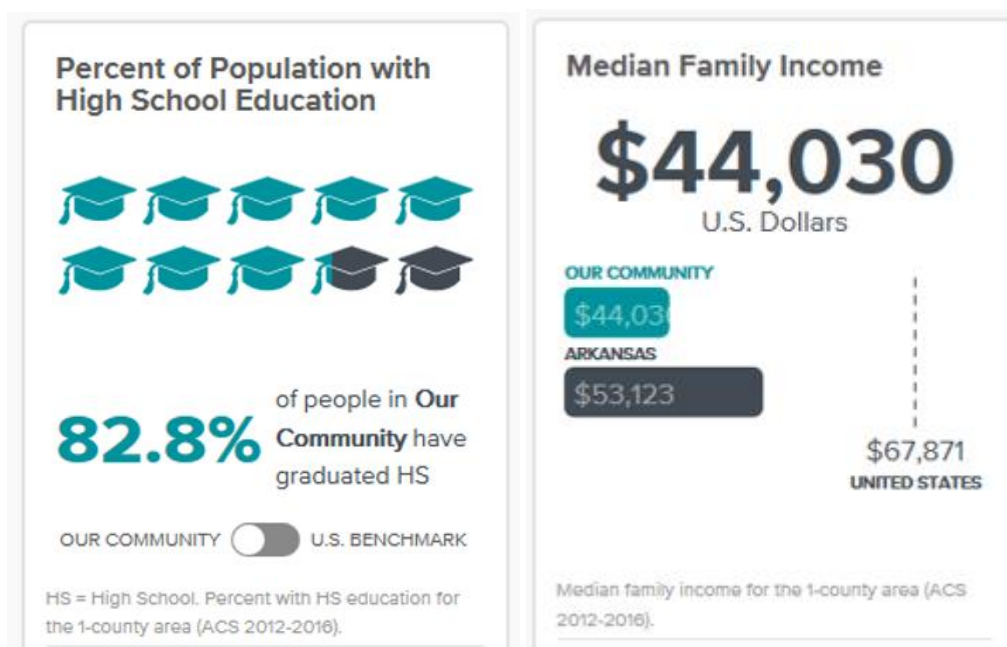 Percent of Population with
High School Education
82.8%
of people in Our
Community have
graduated HS
OUR COMMUNITY
U.S. BENCHMARK
HS = High School. Percent with HS education for
the 1-county area (ACS 2012-2016).
Median Family Income
$44,030
U.S. Dollars
OUR COMMUNITY
$44,030
ARKANSAS
$53,123
$67,871
UNITED STATES
Median family income for the 1-county area (ACS
2012-2016).